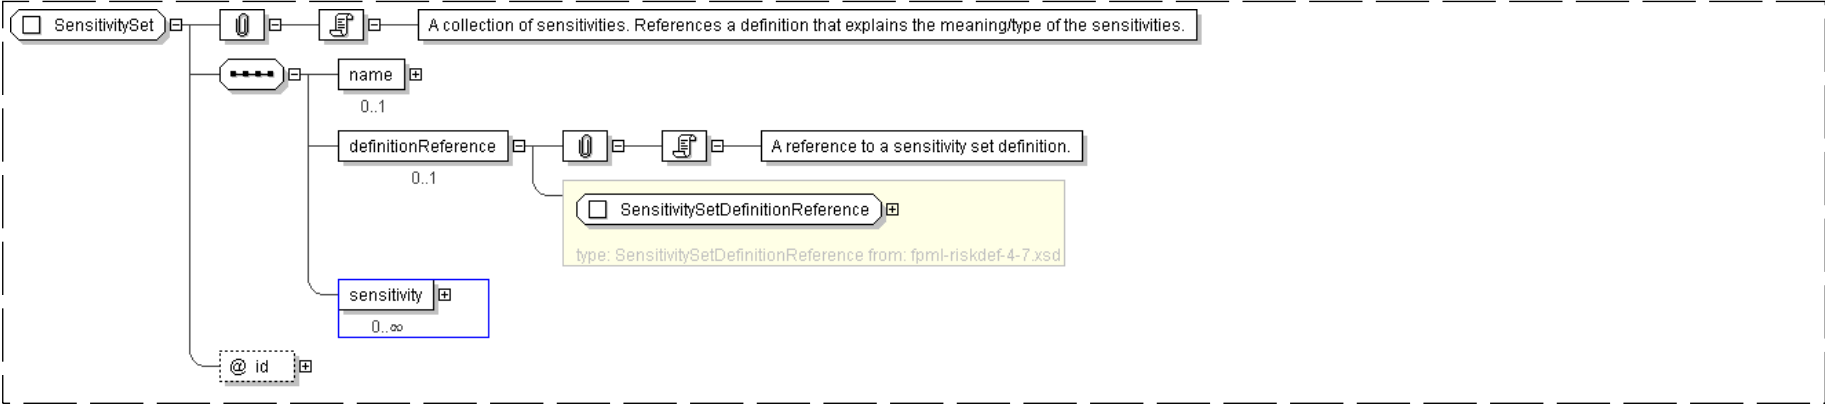 SensitivitySet
A collection of sensitivities. References a definition that explains the meaning/type of the sensitivities.
name
0..1
definitionReference
A reference to a sensitivity set definition.
0..1
SensitivitySetDefinitionReference
type: SensitivitySetDefinitionReference from: fpml-riskdef-4-7.xsd
sensitivity
0..∞
@ id